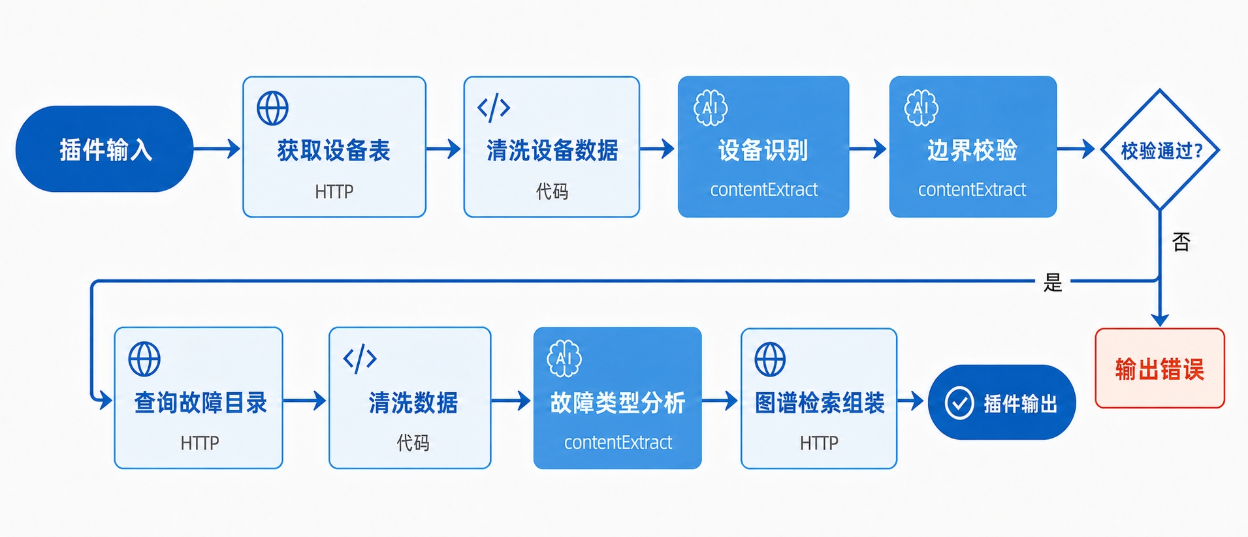 插件输入
获取设备表
HTTP
</>
清洗设备数据
代码
AI
设备识别
contentExtract
AI
边界校验
contentExtract
校验通过?
否
是
输出错误
查询故障目录
HTTP
</>
清洗数据
代码
AI
故障类型分析
contentExtract
图谱检索组装
HTTP
插件输出